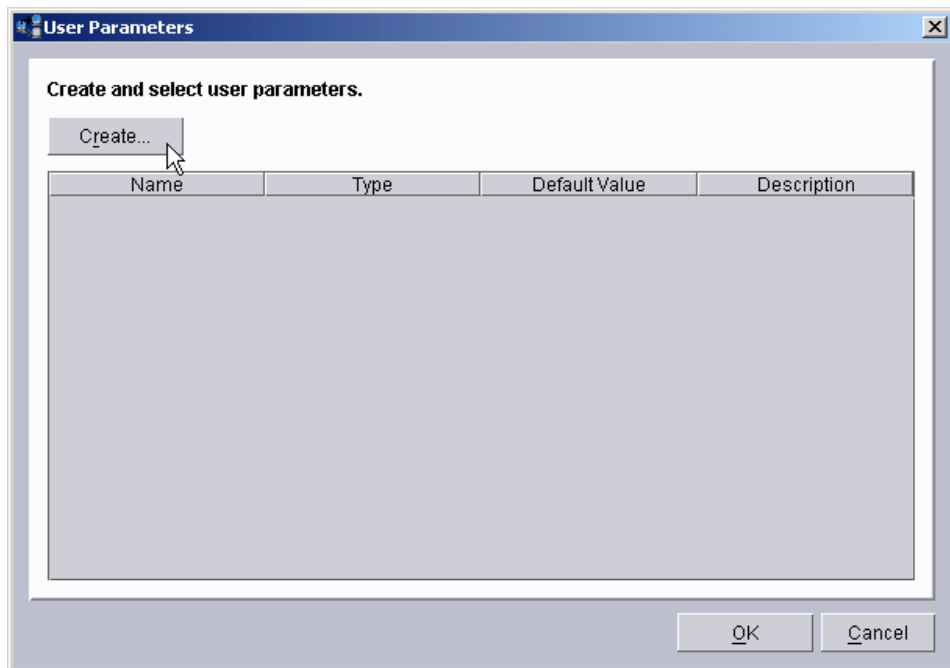 User Parameters
Create and select user parameters.
Create...
Name Type Default Value Description
OK Cancel